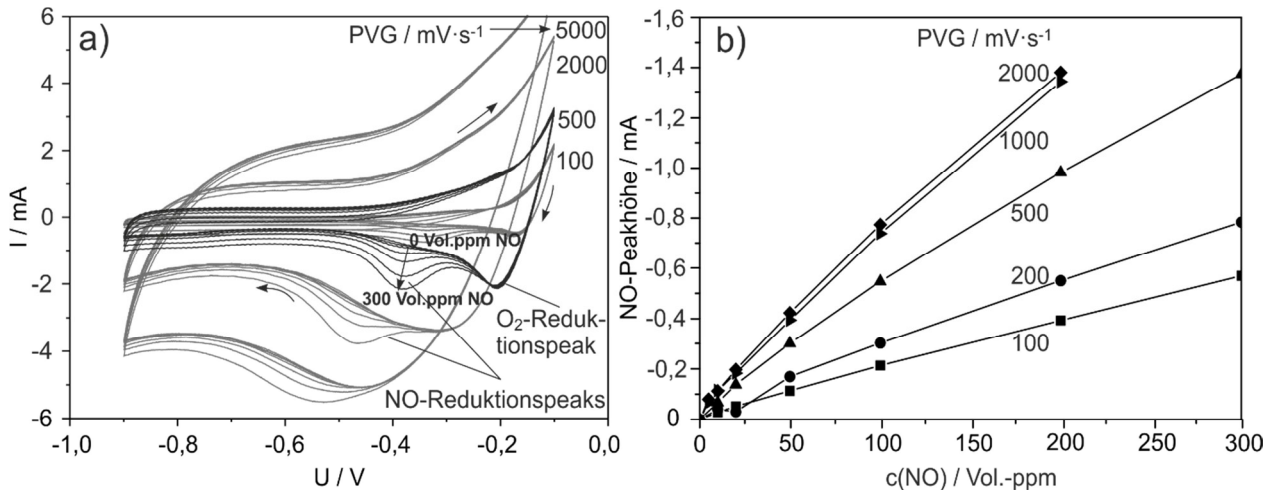 a)
PVG / mV·s⁻¹
5000
2000
500
100
0 Vol.ppm NO
300 Vol.ppm NO
O₂-Reduk-
tionspeak
NO-Reduktionspeaks
6
4
2
0
-2
-4
-6
I / mA
-1,0
-0,8
-0,6
-0,4
-0,2
0,0
U / V
b)
PVG / mV·s⁻¹
2000
1000
500
200
100
-1,6
-1,4
-1,2
-1,0
-0,8
-0,6
-0,4
-0,2
0
NO-Peakhöhe / mA
0
50
100
150
200
250
300
c(NO) / Vol.-ppm